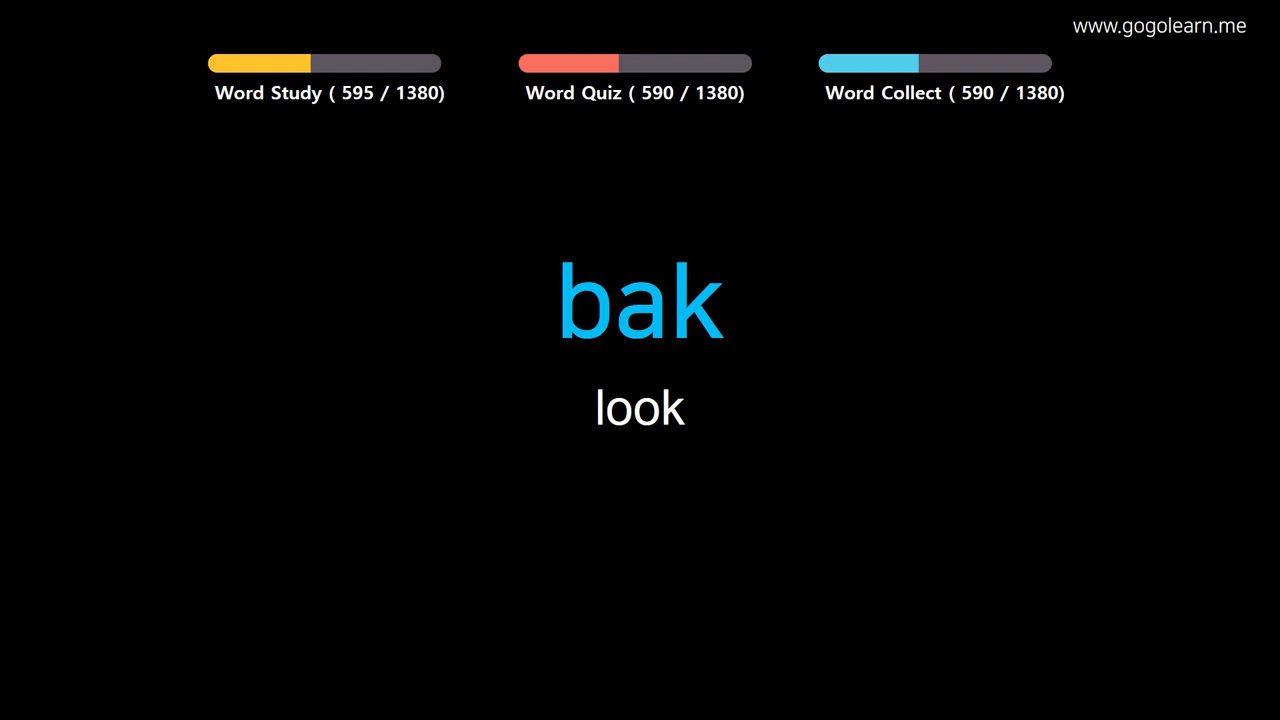 www.gogolearn.me
Word Study ( 595 / 1380)
Word Quiz ( 590 / 1380)
Word Collect ( 590 / 1380)
bak
look